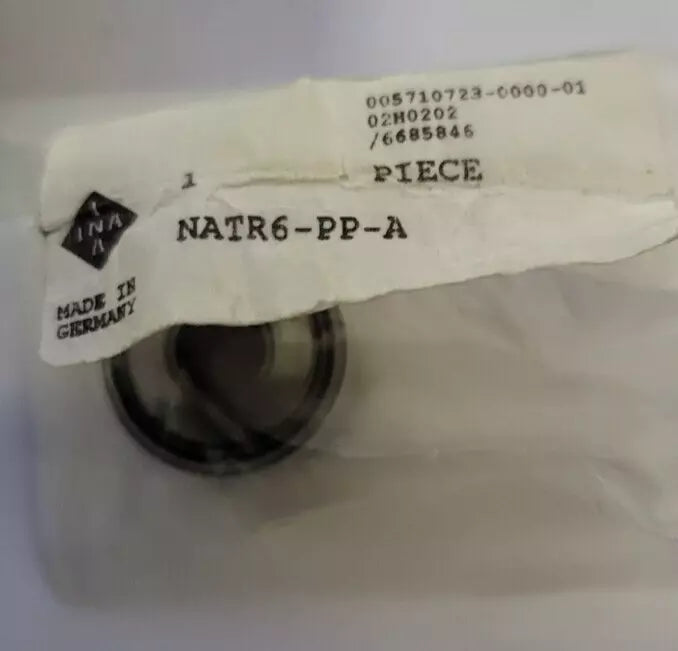 005710723-0000-01
02H0202
/6685846
1 PIECE
INA
NATR6-PP-A
MADE IN
GERMANY